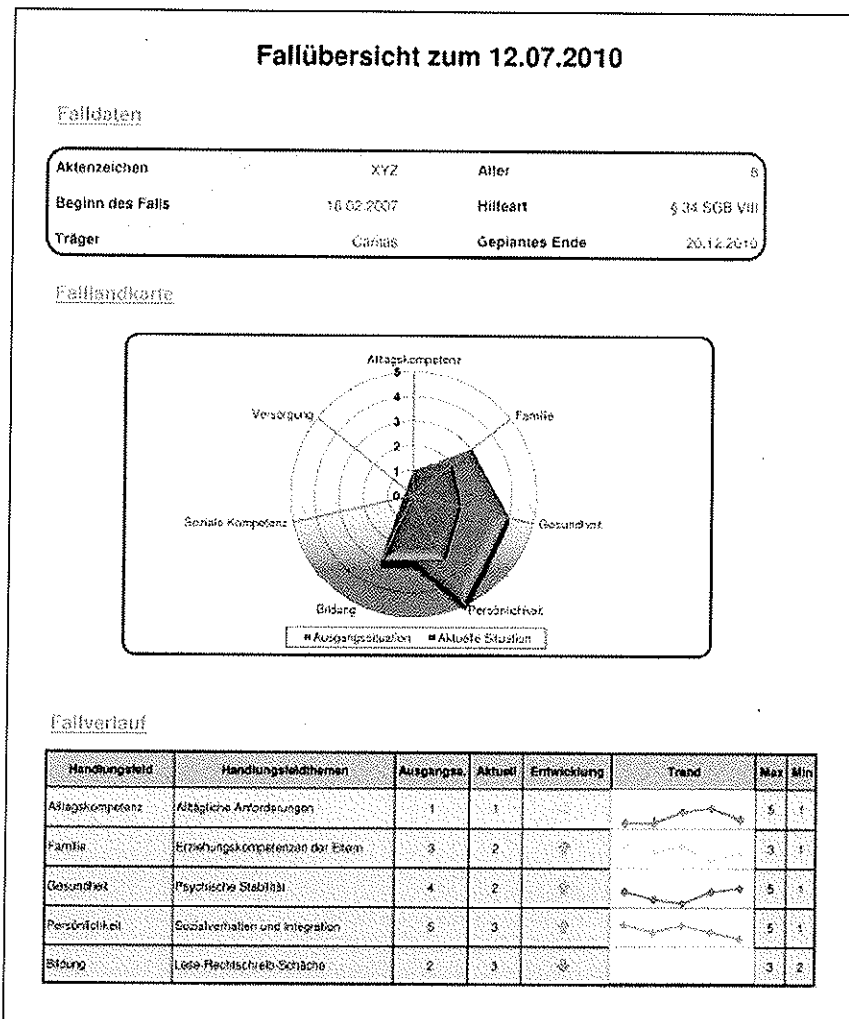 Fallübersicht zum 12.07.2010
Falldaten
Aktenzeichen XYZ Alter 8
Beginn des Falls 16.02.2007 Hilfeart § 34 SGB VIII
Träger Caritas Geplantes Ende 20.12.2010
Falllandkarte
Alltagskompetenz
5
Versorgung 4 Familie
3
2
1
0
Soziale Kompetenz Gesundheit
Bildung Persönlichkeit
Ausgangssituation Aktuelle Situation
Fallverlauf
Handlungsfeld Handlungsfeldthemen Ausgangss. Aktuell Entwicklung Trend Max Min
Alltagskompetenz Alltägliche Anforderungen 1 1 5 1
Familie Erziehungskompetenzen der Eltern 3 2 3 1
Gesundheit Psychische Stabilität 4 2 5 1
Persönlichkeit Sozialverhalten und Integration 5 3 5 1
Bildung Lese-Rechtschreib-Schäche 2 3 3 2